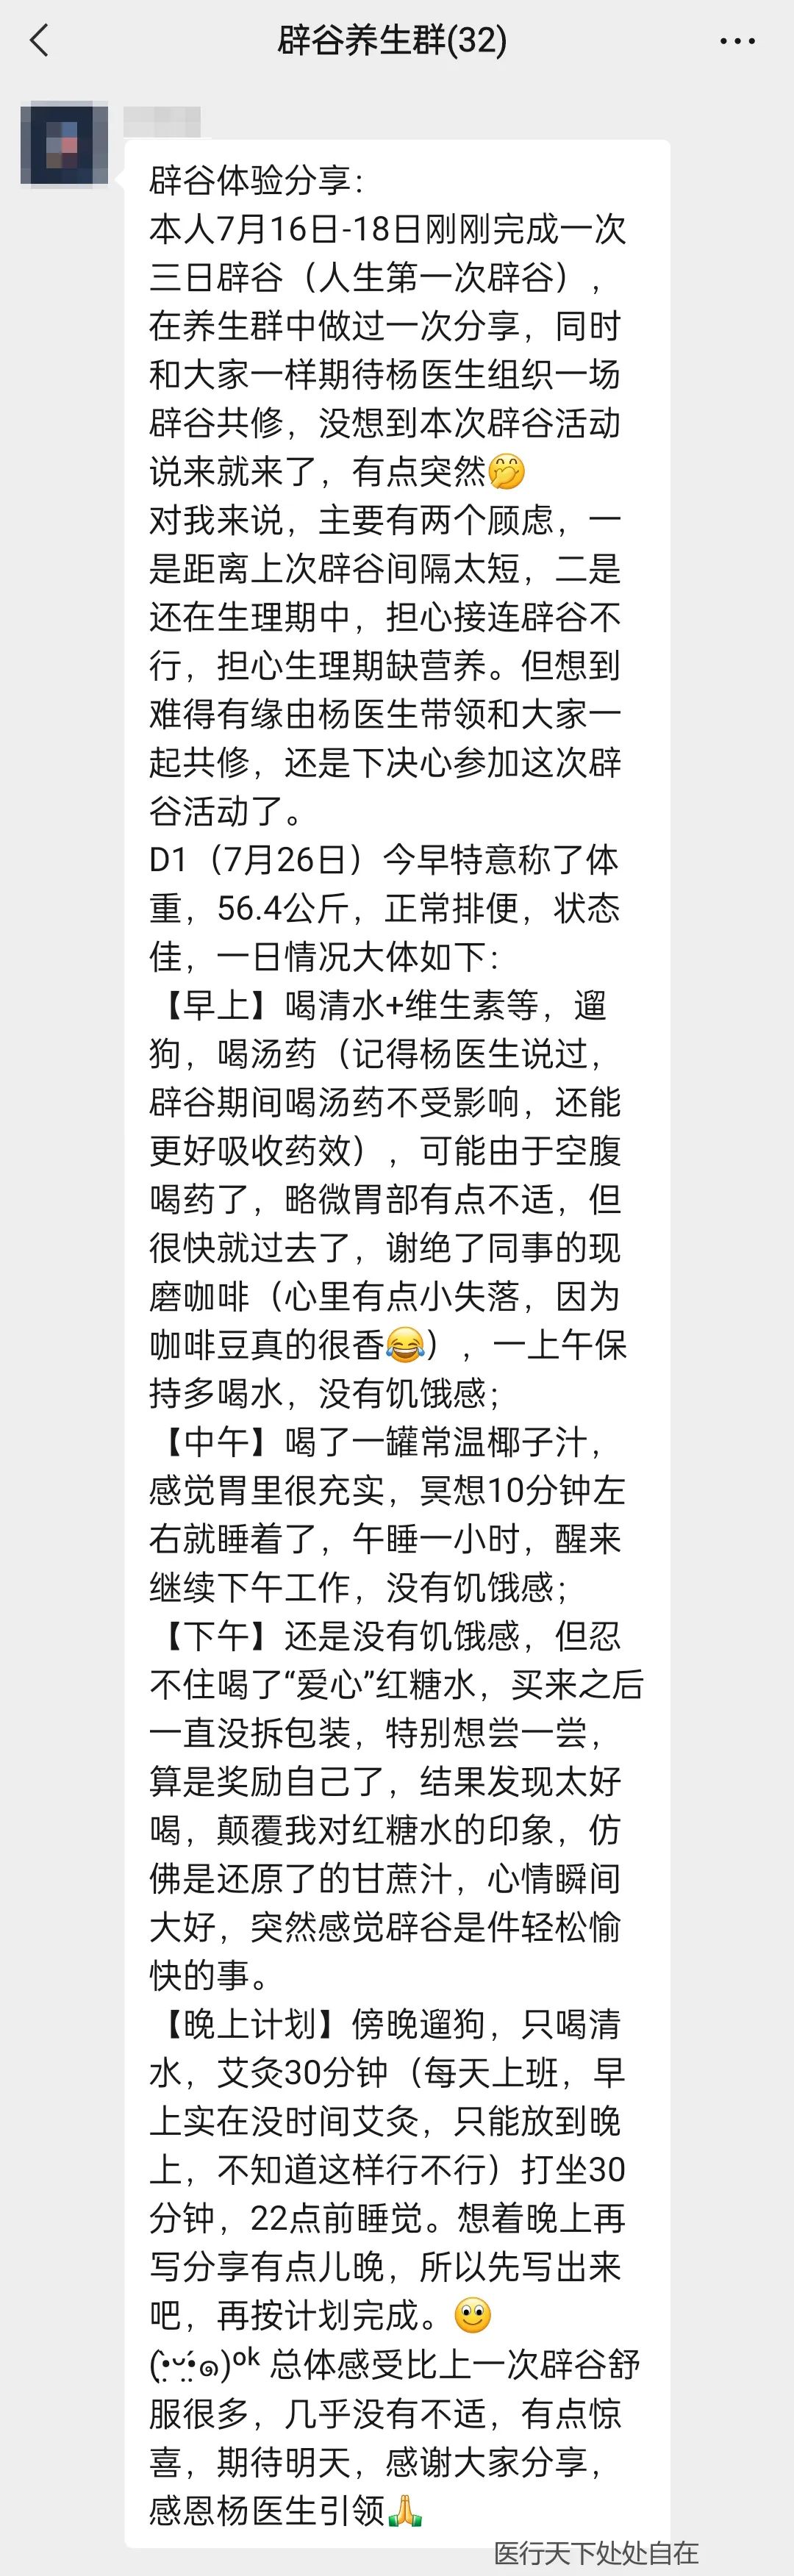 辟谷养生群(32)
辟谷体验分享：
本人7月16日-18日刚刚完成一次
三日辟谷（人生第一次辟谷），
在养生群中做过一次分享，同时
和大家一样期待杨医生组织一场
辟谷共修，没想到本次辟谷活动
说来就来了，有点突然🤭
对我来说，主要有两个顾虑，一
是距离上次辟谷间隔太短，二是
还在生理期中，担心接连辟谷不
行，担心生理期缺营养。但想到
难得有缘由杨医生带领和大家一
起共修，还是下决心参加这次辟
谷活动了。
D1（7月26日）今早特意称了体
重，56.4公斤，正常排便，状态
佳，一日情况大体如下：
【早上】喝清水+维生素等，遛
狗，喝汤药（记得杨医生说过，
辟谷期间喝汤药不受影响，还能
更好吸收药效），可能由于空腹
喝药了，略微胃部有点不适，但
很快就过去了，谢绝了同事的现
磨咖啡（心里有点小失落，因为
咖啡豆真的很香😂），一上午保
持多喝水，没有饥饿感；
【中午】喝了一罐常温椰子汁，
感觉胃里很充实，冥想10分钟左
右就睡着了，午睡一小时，醒来
继续下午工作，没有饥饿感；
【下午】还是没有饥饿感，但忍
不住喝了“爱心”红糖水，买来之后
一直没拆包装，特别想尝一尝，
算是奖励自己了，结果发现太好
喝，颠覆我对红糖水的印象，仿
佛是还原了的甘蔗汁，心情瞬间
大好，突然感觉辟谷是件轻松愉
快的事。
【晚上计划】傍晚遛狗，只喝清
水，艾灸30分钟（每天上班，早
上实在没时间艾灸，只能放到晚
上，不知道这样行不行）打坐30
分钟，22点前睡觉。想着晚上再
写分享有点儿晚，所以先写出来
吧，再按计划完成。🙂
(•̀ᴗ•́๑)ᵒᵏ 总体感受比上一次辟谷舒
服很多，几乎没有不适，有点惊
喜，期待明天，感谢大家分享，
感恩杨医生引领🙏
医行天下处处自在